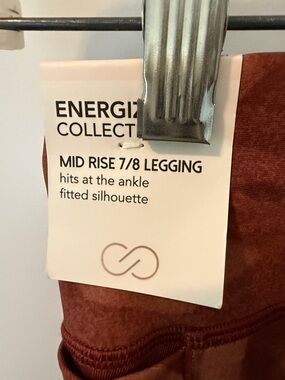 ENERGIZ
COLLECT
MID RISE 7/8 LEGGING
hits at the ankle
fitted silhouette